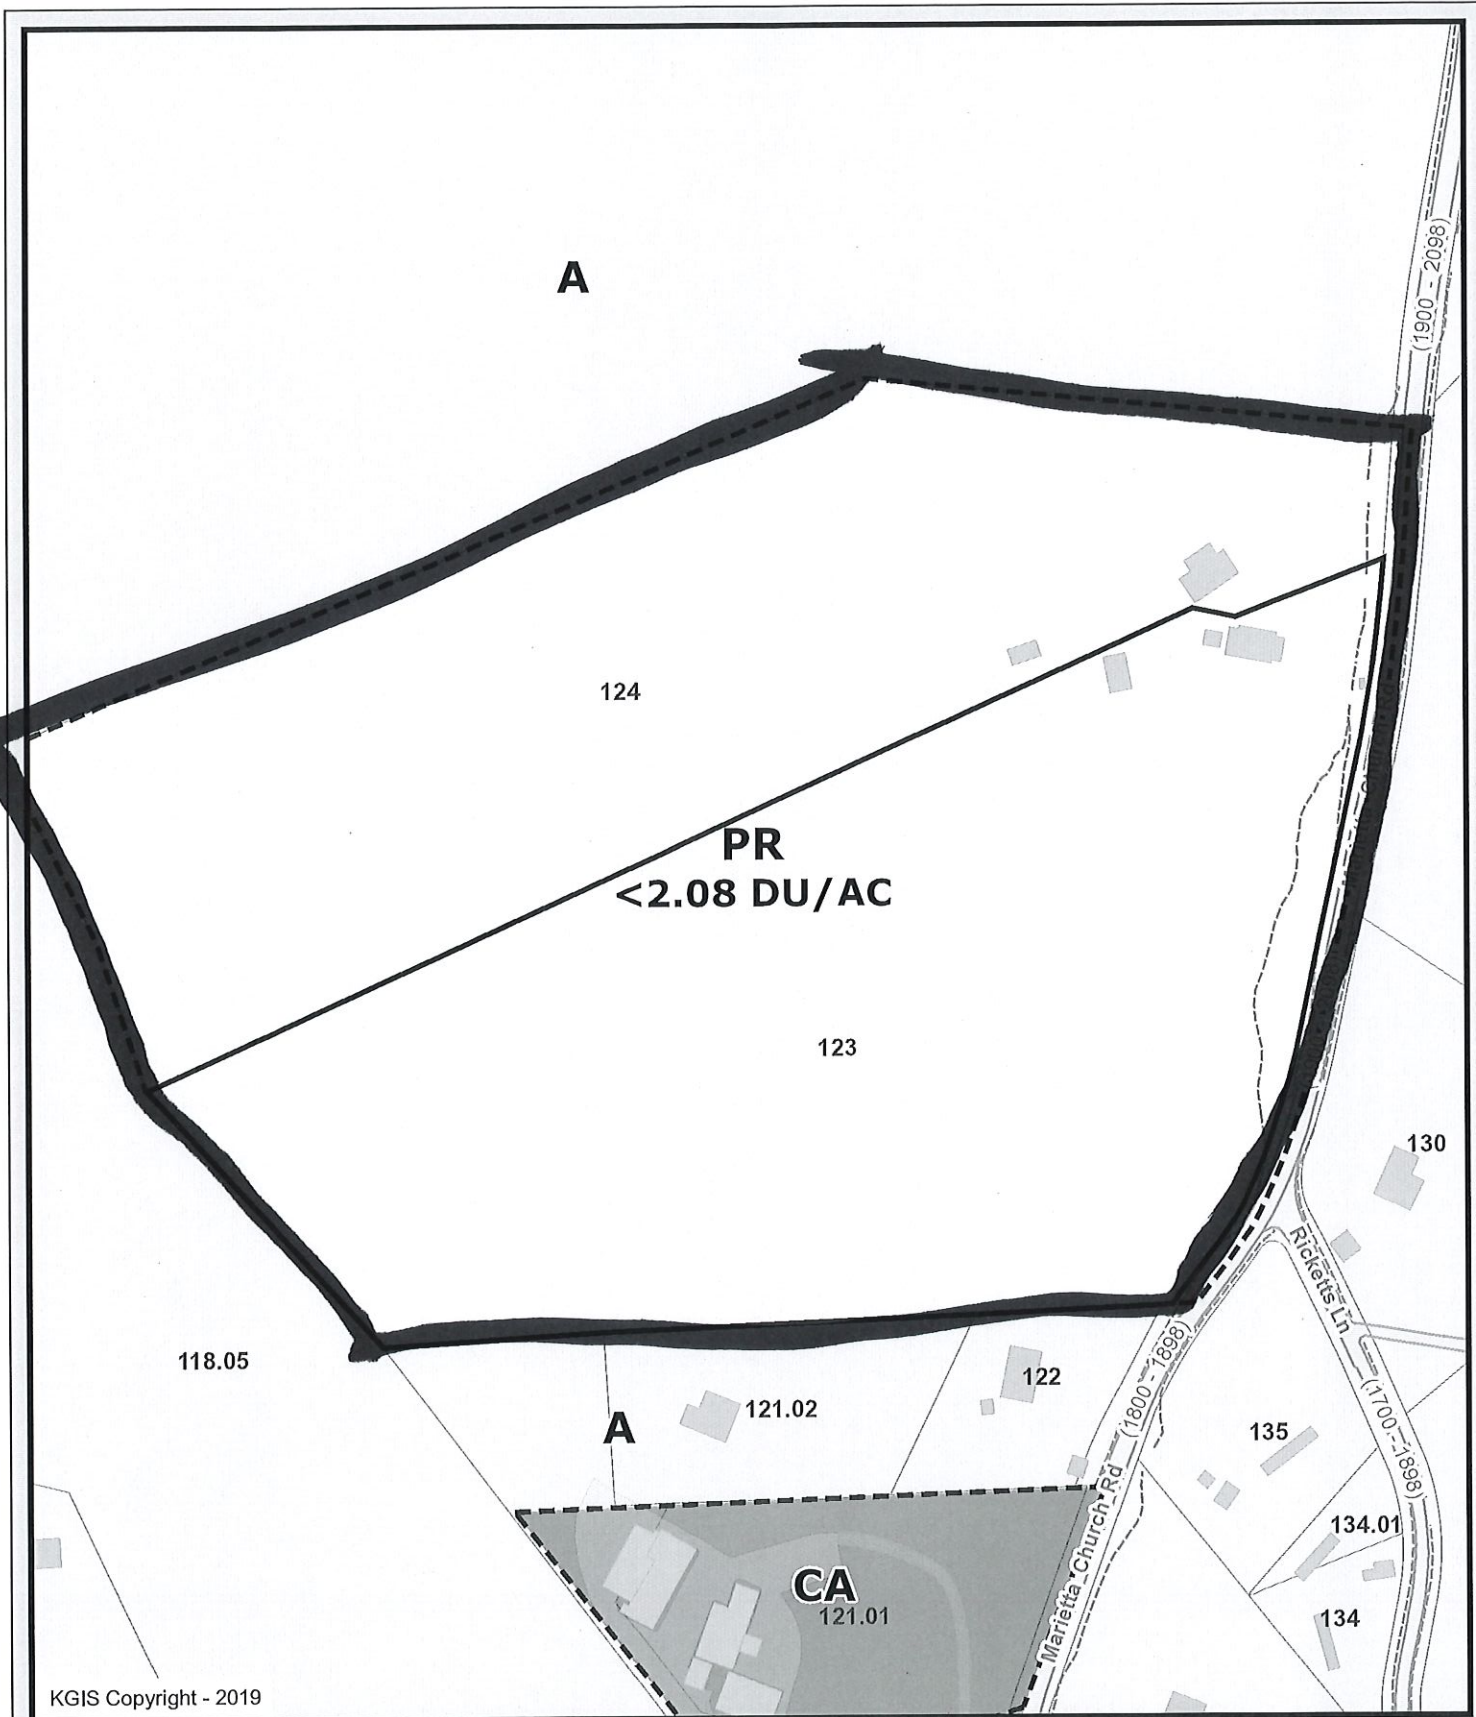 A
(1900 - 2098)
124
PR
<2.08 DU/AC
123
130
Ricketts Ln
118.05
122
(1800 - 1898)
121.02
A
135
(1700 - 1898)
134.01
Marietta Church Rd
CA
121.01
134
KGIS Copyright - 2019